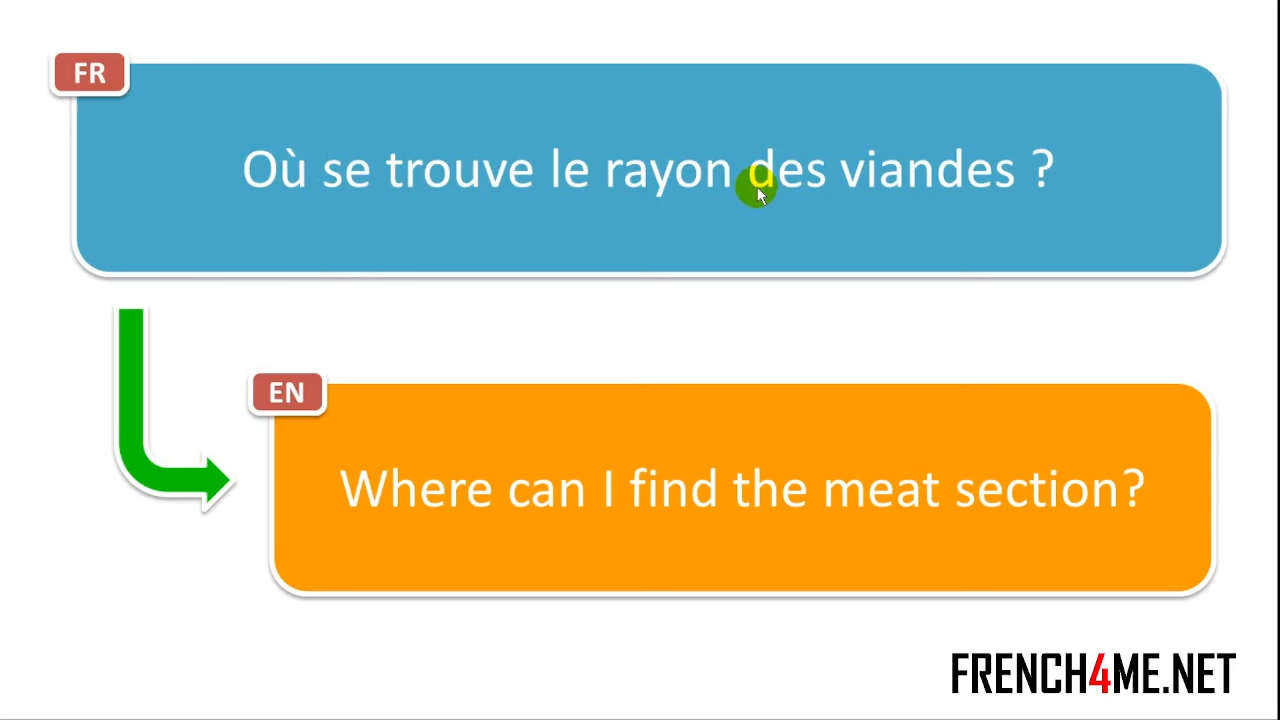 FR
Où se trouve le rayon des viandes ?
EN
Where can I find the meat section?
FRENCH4ME.NET